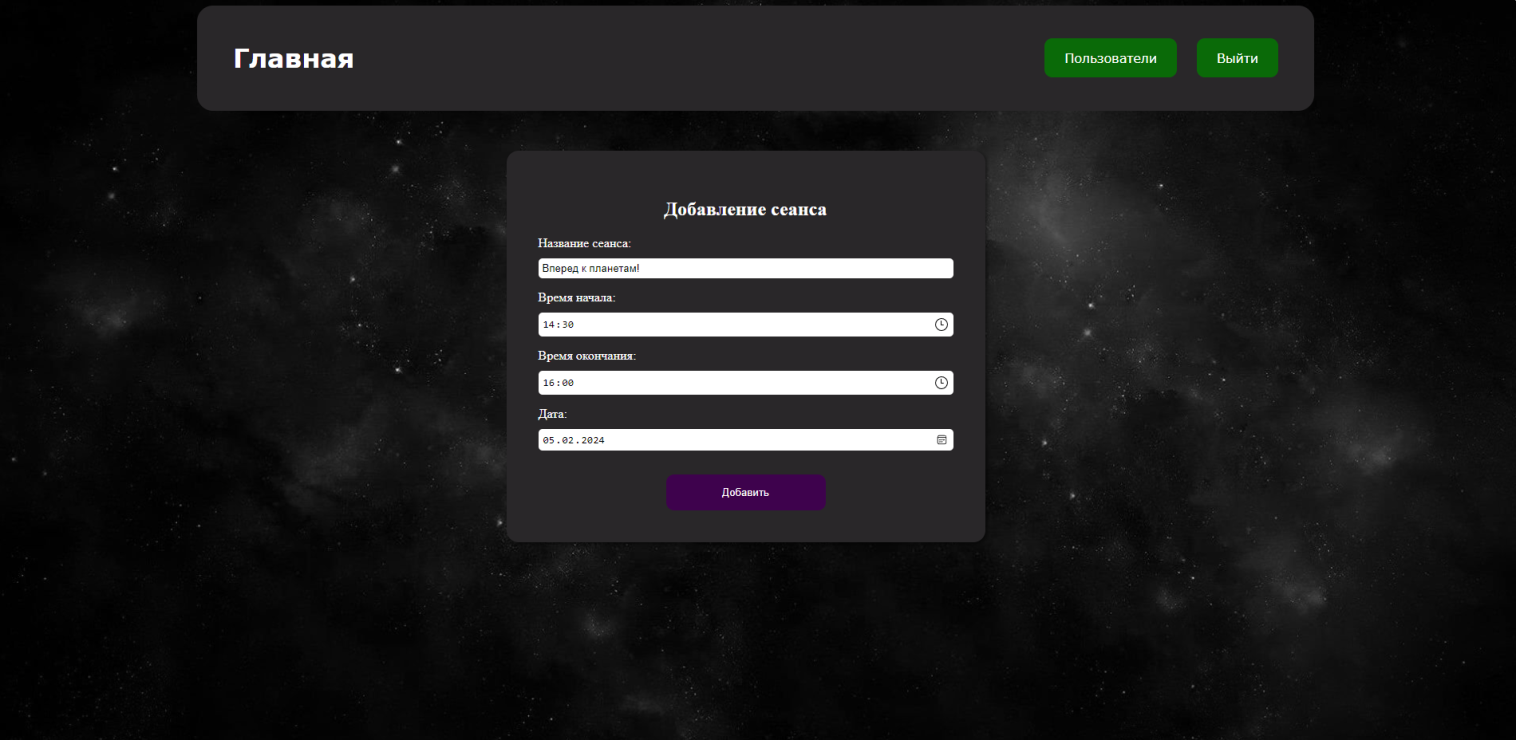 Главная
Пользователи
Выйти
Добавление сеанса
Название сеанса:
Вперед к планетам!
Время начала:
14:30
Время окончания:
16:00
Дата:
05.02.2024
Добавить